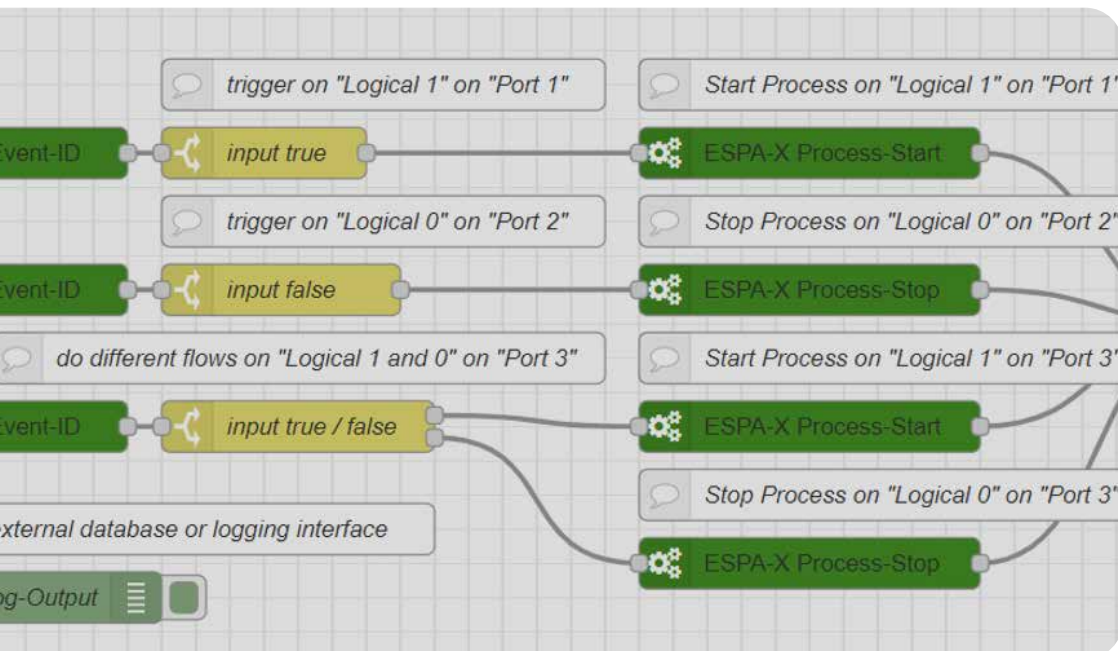 trigger on "Logical 1" on "Port 1"
Start Process on "Logical 1" on "Port 1"
Event-ID
input true
ESPA-X Process-Start
trigger on "Logical 0" on "Port 2"
Stop Process on "Logical 0" on "Port 2"
Event-ID
input false
ESPA-X Process-Stop
do different flows on "Logical 1 and 0" on "Port 3"
Start Process on "Logical 1" on "Port 3"
Event-ID
input true / false
ESPA-X Process-Start
Stop Process on "Logical 0" on "Port 3"
external database or logging interface
ESPA-X Process-Stop
og-Output